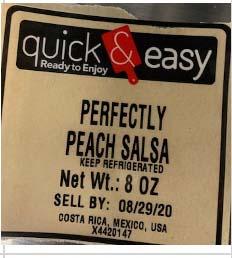 quick & easy
Ready to Enjoy
PERFECTLY
PEACH SALSA
KEEP REFRIGERATED
Net Wt.: 8 OZ
SELL BY: 08/29/20
COSTA RICA, MEXICO, USA
X4420147